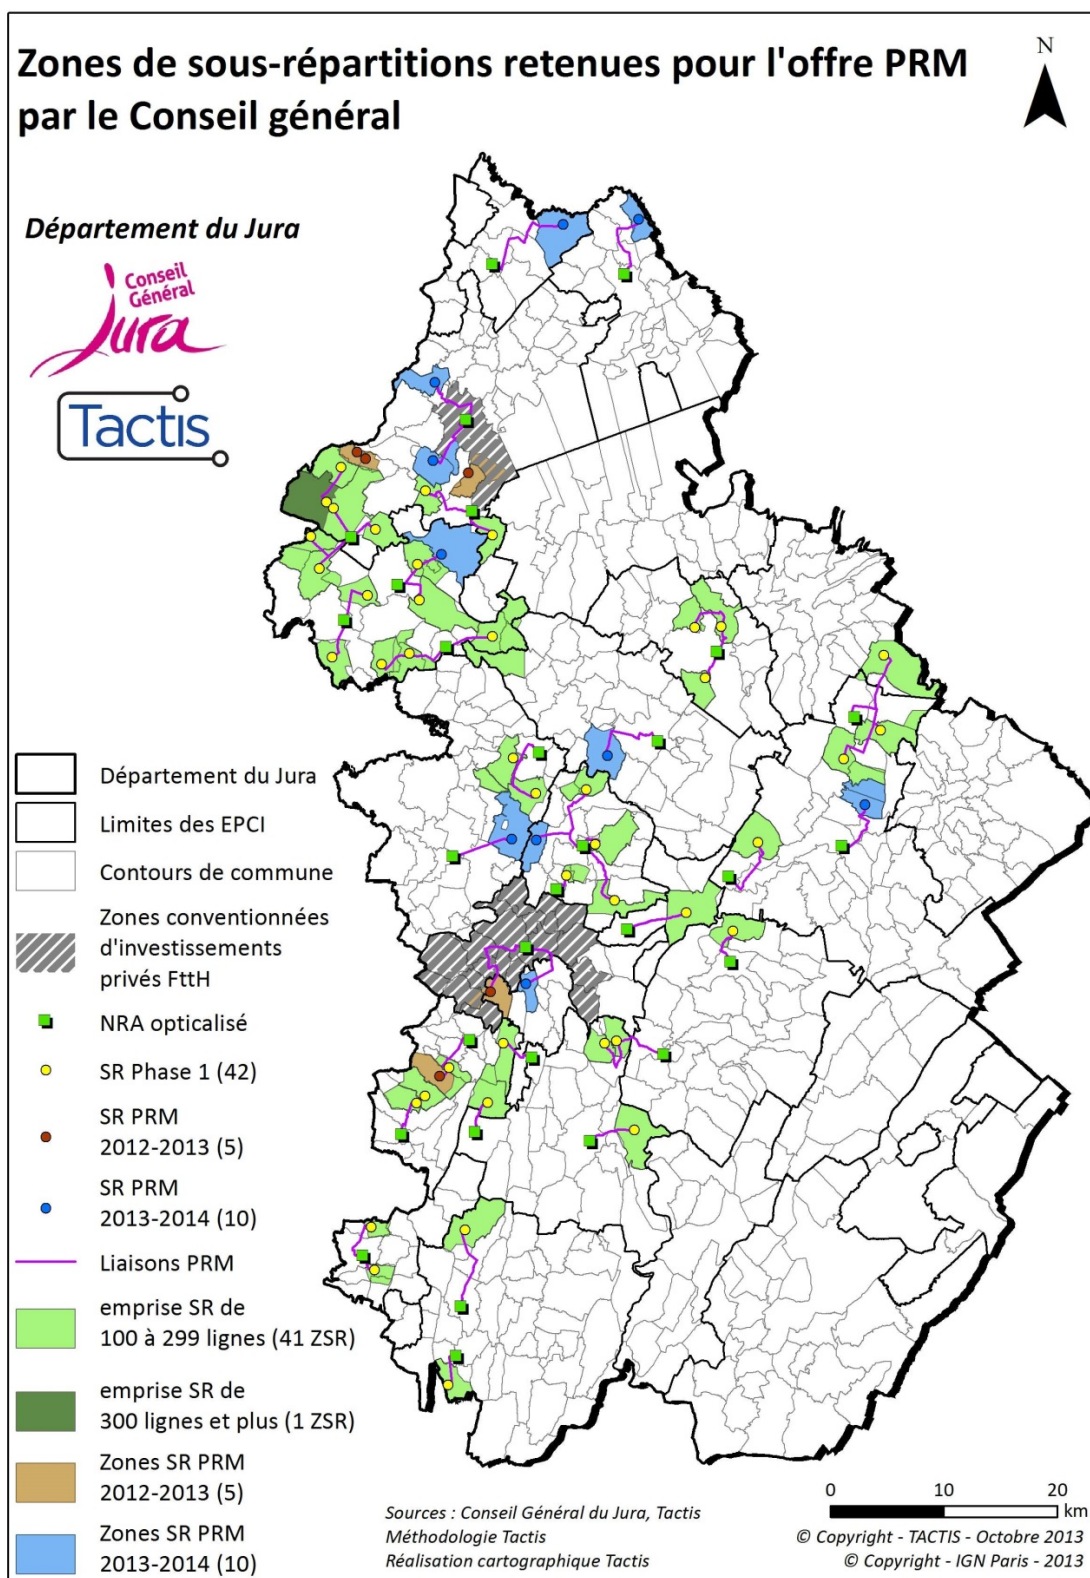 Zones de sous-répartitions retenues pour l'offre PRM
par le Conseil général
N
Département du Jura
Conseil
Général
Jura
Tactis
Département du Jura
Limites des EPCI
Contours de commune
Zones conventionnées
d'investissements
privés FttH
NRA opticalisé
SR Phase 1 (42)
SR PRM
2012-2013 (5)
SR PRM
2013-2014 (10)
Liaisons PRM
emprise SR de
100 à 299 lignes (41 ZSR)
emprise SR de
300 lignes et plus (1 ZSR)
Zones SR PRM
2012-2013 (5)
Zones SR PRM
2013-2014 (10)
Sources : Conseil Général du Jura, Tactis
Méthodologie Tactis
Réalisation cartographique Tactis
0 10 20
km
© Copyright - TACTIS - Octobre 2013
© Copyright - IGN Paris - 2013